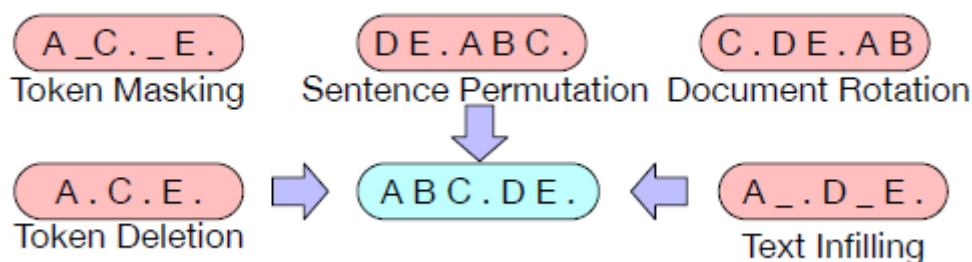 A _ C . _ E .
D E . A B C .
C . D E . A B
Token Masking
Sentence Permutation
Document Rotation
A . C . E .
A B C . D E .
A _ . D _ E .
Token Deletion
Text Infilling